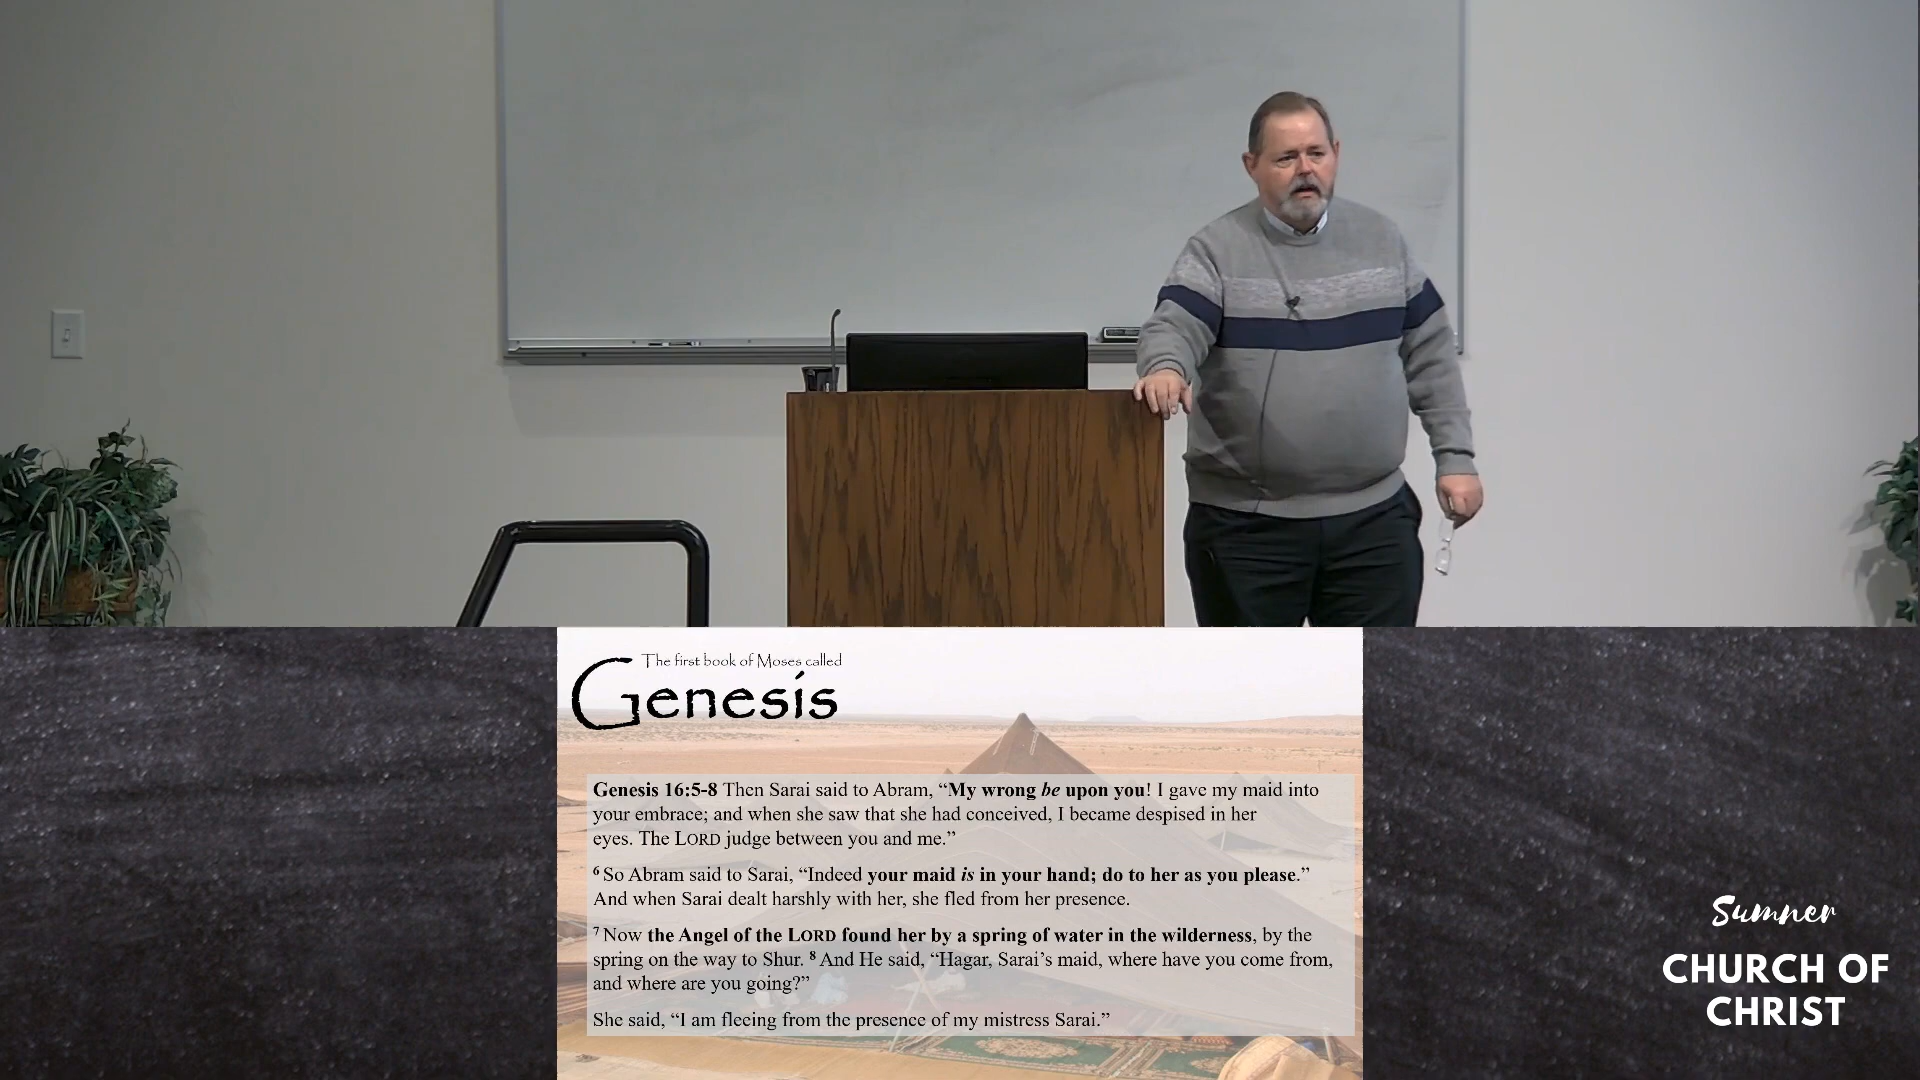 The first book of Moses called
Genesis
Genesis 16:5-8 Then Sarai said to Abram, “My wrong be upon you! I gave my maid into
your embrace; and when she saw that she had conceived, I became despised in her
eyes. The LORD judge between you and me.”
6 So Abram said to Sarai, “Indeed your maid is in your hand; do to her as you please.”
And when Sarai dealt harshly with her, she fled from her presence.
7 Now the Angel of the LORD found her by a spring of water in the wilderness, by the
spring on the way to Shur. 8 And He said, “Hagar, Sarai’s maid, where have you come from,
and where are you going?”
She said, “I am fleeing from the presence of my mistress Sarai.”
Sumner
CHURCH OF
CHRIST